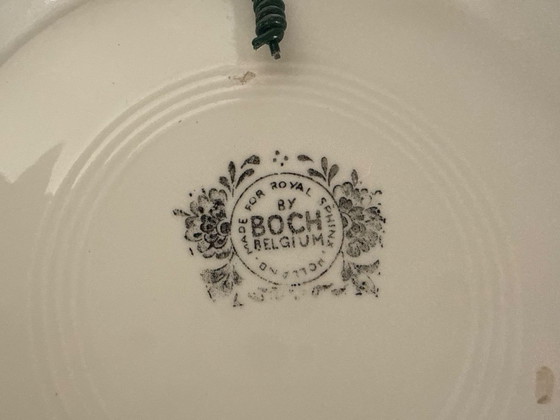 MADE FOR ROYAL SPHINX · HOLLAND ·
BY
BOCH
BELGIUM